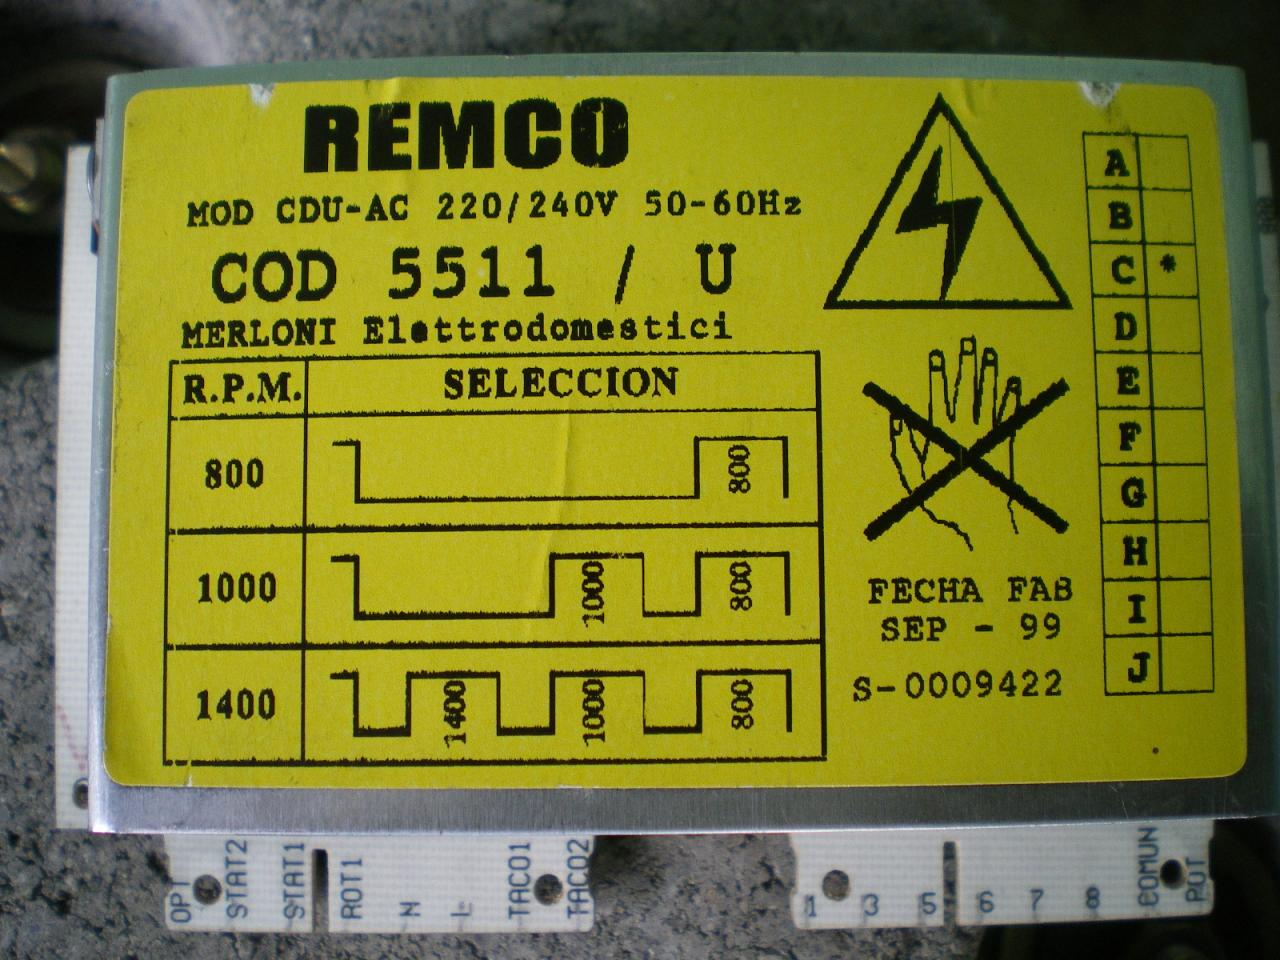 REMCO
MOD CDU-AC 220/240V 50-60Hz
COD 5511 / U
MERLONI Elettrodomestici
R.P.M. SELECCION
800 800
1000 1000 800
1400 1400 1000 800
FECHA FAB
SEP - 99
S-0009422
A
B
C *
D
E
F
G
H
I
J
OPT STAT2 STAT1 ROT1 N L TACO1 TACO2
1 3 5 6 7 8 COMUN POT